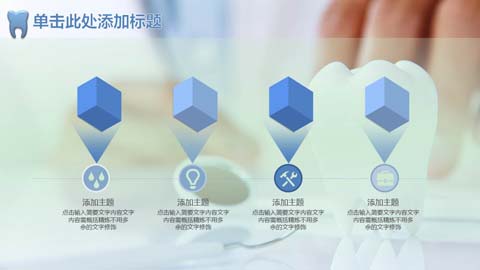 单击此处添加标题
添加主题
点击输入简要文字内容文字
内容需概括精炼不用多
余的文字修饰
添加主题
点击输入简要文字内容文字
内容需概括精炼不用多
余的文字修饰
添加主题
点击输入简要文字内容文字
内容需概括精炼不用多
余的文字修饰
添加主题
点击输入简要文字内容文字
内容需概括精炼不用多
余的文字修饰